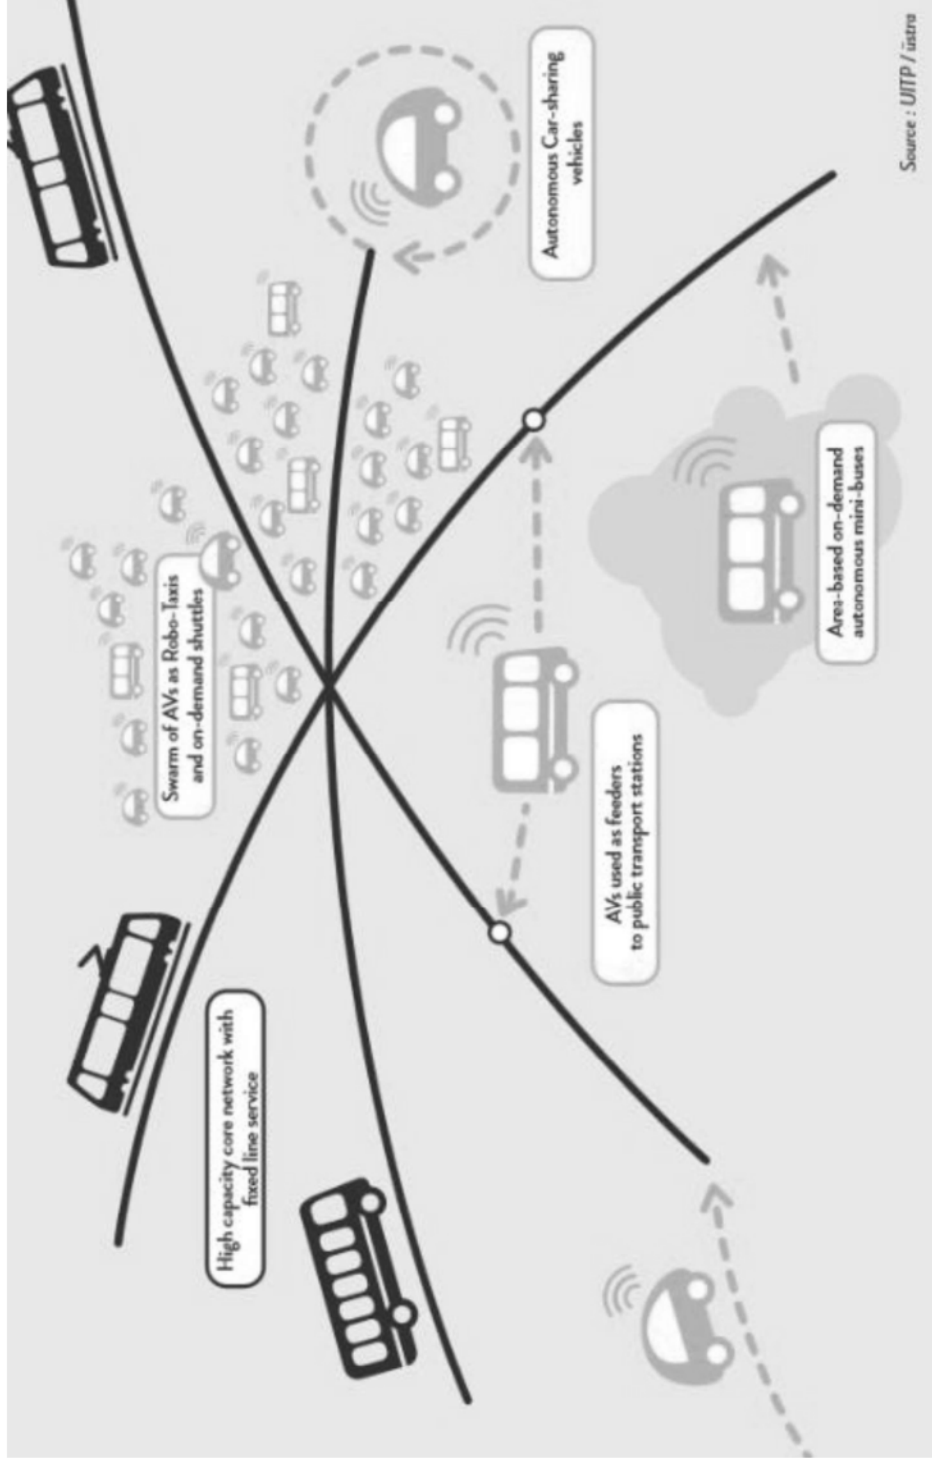 High capacity core network with
fixed line service
Swarm of AVs as Robo-Taxis
and on-demand shuttles
Autonomous Car-sharing
vehicles
AVs used as feeders
to public transport stations
Area-based on-demand
autonomous mini-buses
Source : UITP / üstra